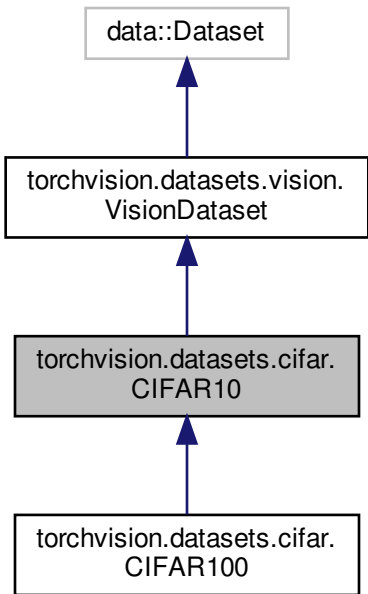 data::Dataset
torchvision.datasets.vision.
VisionDataset
torchvision.datasets.cifar.
CIFAR10
torchvision.datasets.cifar.
CIFAR100